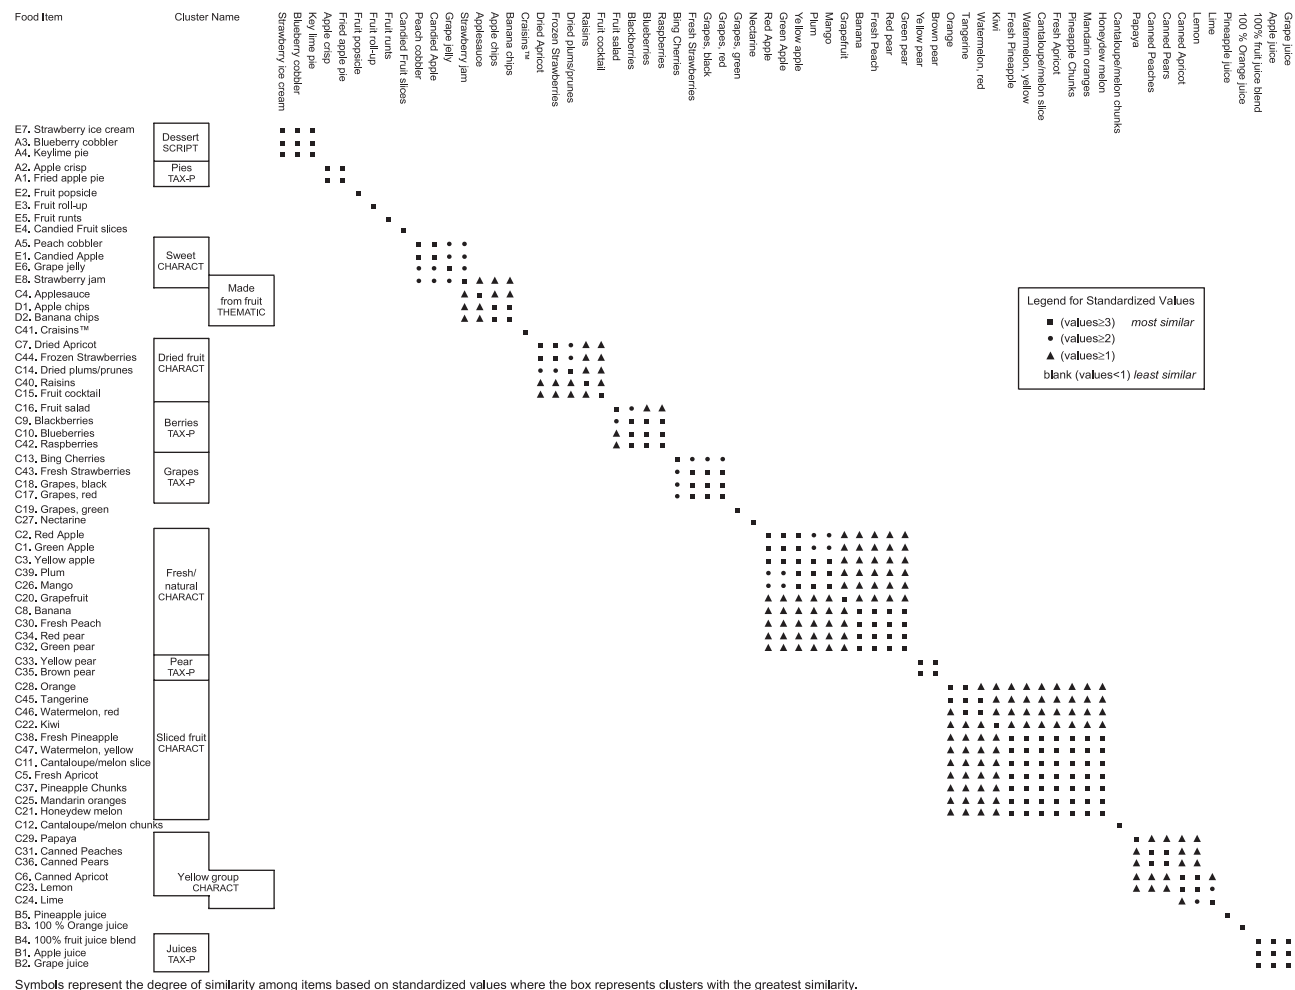 Food Item
Cluster Name
Strawberry ice cream
Blueberry cobbler
Key lime pie
Apple crisp
Fried apple pie
Fruit popsicle
Fruit roll-up
Fruit runts
Candied Fruit slices
Peach cobbler
Candied Apple
Grape jelly
Strawberry jam
Applesauce
Apple chips
Banana chips
Craisins™
Dried Apricot
Frozen Strawberries
Dried plums/prunes
Raisins
Fruit cocktail
Fruit salad
Blackberries
Blueberries
Raspberries
Bing Cherries
Fresh Strawberries
Grapes, black
Grapes, red
Grapes, green
Nectarine
Red Apple
Green Apple
Yellow apple
Plum
Mango
Grapefruit
Banana
Fresh Peach
Red pear
Green pear
Yellow pear
Brown pear
Orange
Tangerine
Watermelon, red
Kiwi
Fresh Pineapple
Watermelon, yellow
Cantaloupe/melon slice
Fresh Apricot
Pineapple Chunks
Mandarin oranges
Honeydew melon
Cantaloupe/melon chunks
Papaya
Canned Peaches
Canned Pears
Canned Apricot
Lemon
Lime
Pineapple juice
100 % Orange juice
100% fruit juice blend
Apple juice
Grape juice
E7. Strawberry ice cream
A3. Blueberry cobbler
A4. Keylime pie
Dessert
SCRIPT
A2. Apple crisp
A1. Fried apple pie
Pies
TAX-P
E2. Fruit popsicle
E3. Fruit roll-up
E5. Fruit runts
E4. Candied Fruit slices
A5. Peach cobbler
E1. Candied Apple
E6. Grape jelly
E8. Strawberry jam
Sweet
CHARACT
C4. Applesauce
D1. Apple chips
D2. Banana chips
Made
from fruit
THEMATIC
C41. Craisins™
C7. Dried Apricot
C44. Frozen Strawberries
C14. Dried plums/prunes
C40. Raisins
C15. Fruit cocktail
Dried fruit
CHARACT
C16. Fruit salad
C9. Blackberries
C10. Blueberries
C42. Raspberries
Berries
TAX-P
C13. Bing Cherries
C43. Fresh Strawberries
C18. Grapes, black
C17. Grapes, red
Grapes
TAX-P
C19. Grapes, green
C27. Nectarine
C2. Red Apple
C1. Green Apple
C3. Yellow apple
C39. Plum
C26. Mango
C20. Grapefruit
C8. Banana
C30. Fresh Peach
C34. Red pear
C32. Green pear
Fresh/
natural
CHARACT
C33. Yellow pear
C35. Brown pear
Pear
TAX-P
C28. Orange
C45. Tangerine
C46. Watermelon, red
C22. Kiwi
C38. Fresh Pineapple
C47. Watermelon, yellow
C11. Cantaloupe/melon slice
C5. Fresh Apricot
C37. Pineapple Chunks
C25. Mandarin oranges
C21. Honeydew melon
Sliced fruit
CHARACT
C12. Cantaloupe/melon chunks
C29. Papaya
C31. Canned Peaches
C36. Canned Pears
C6. Canned Apricot
C23. Lemon
C24. Lime
Yellow group
CHARACT
B5. Pineapple juice
B3. 100 % Orange juice
B4. 100% fruit juice blend
B1. Apple juice
B2. Grape juice
Juices
TAX-P
Legend for Standardized Values
■ (values≥3) most similar
● (values≥2)
▲ (values≥1)
blank (values<1) least similar
Symbols represent the degree of similarity among items based on standardized values where the box represents clusters with the greatest similarity.